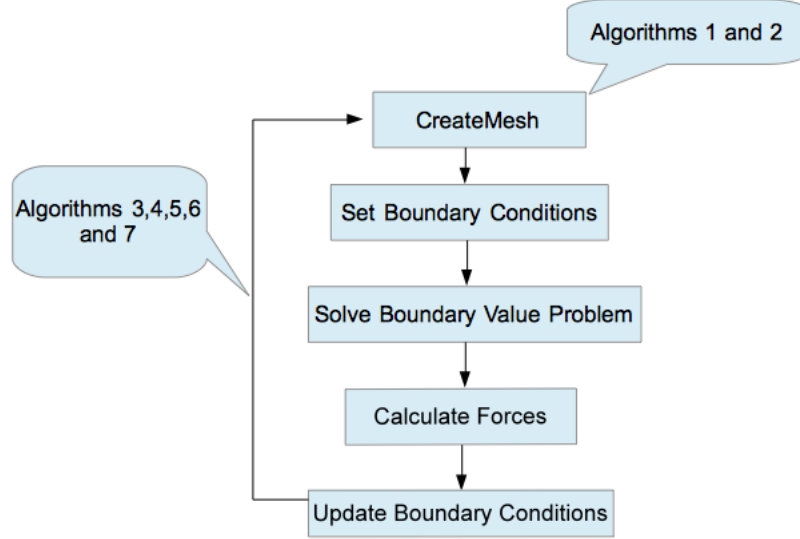 Algorithms 1 and 2
CreateMesh
Set Boundary Conditions
Algorithms 3,4,5,6
and 7
Solve Boundary Value Problem
Calculate Forces
Update Boundary Conditions